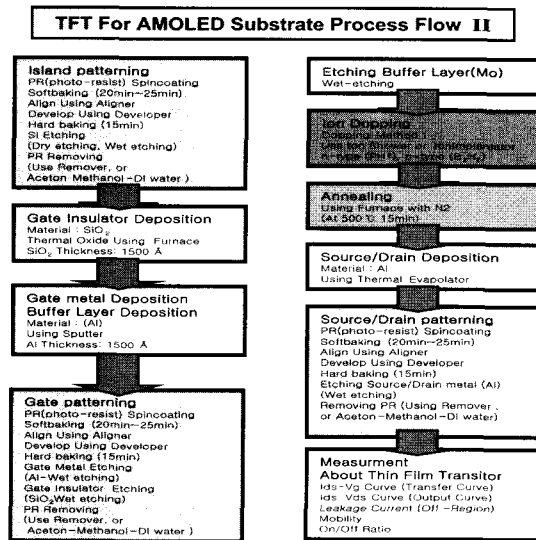 TFT For AMOLED Substrate Process Flow II
Island patterning
PR(photo-resist) Spincoating
Softbaking (20min~25min)
Align Using Aligner
Develop Using Developer
Hard baking (15min)
Si Etching
(Dry etching, Wet etching)
PR Removing
(Use Remover, or
Aceton-Methanol-DI water )
Gate Insulator Deposition
Material : SiO₂
Thermal Oxide Using Furnace
SiO₂ Thickness: 1500 Å
Gate metal Deposition
Buffer Layer Deposition
Material : (Al)
Using Sputter
Al Thickness: 1500 Å
Gate patterning
PR(photo-resist) Spincoating
Softbaking (20min~25min)
Align Using Aligner
Develop Using Developer
Hard baking (15min)
Gate Metal Etching
(Al-Wet etching)
Gate Insulator Etching
(SiO₂Wet etching)
PR Removing
(Use Remover, or
Aceton-Methanol-DI water )
Etching Buffer Layer(Mo)
Wet-etching
Ion Dopping
Dopping Method :
Use Ion Shower or
Annealing
Using Furnace with N2
(At 500℃ 15min)
Source/Drain Deposition
Material : Al
Using Thermal Evaporator
Source/Drain patterning
PR(photo-resist) Spincoating
Softbaking (20min~25min)
Align Using Aligner
Develop Using Developer
Hard baking (15min)
Etching Source/Drain metal (Al)
(Wet etching)
Removing PR (Using Remover ,
or Aceton-Methanol-DI water)
Measurment
About Thin Film Transitor
Ids-Vg Curve (Transfer Curve)
Ids Vds Curve (Output Curve)
Leakage Current (Off -Region)
Mobility
On/Off Ratio